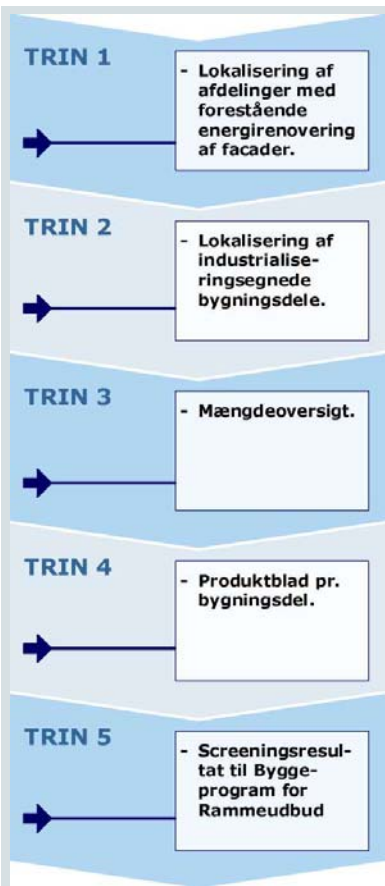 TRIN 1
- Lokalisering af
afdelinger med
forestående
energirenovering
af facader.
TRIN 2
- Lokalisering af
industrialise-
ringsegnede
bygningsdele.
TRIN 3
- Mængdeoversigt.
TRIN 4
- Produktblad pr.
bygningsdel.
TRIN 5
- Screeningsresul-
tat til Bygge-
program for
Rammeudbud